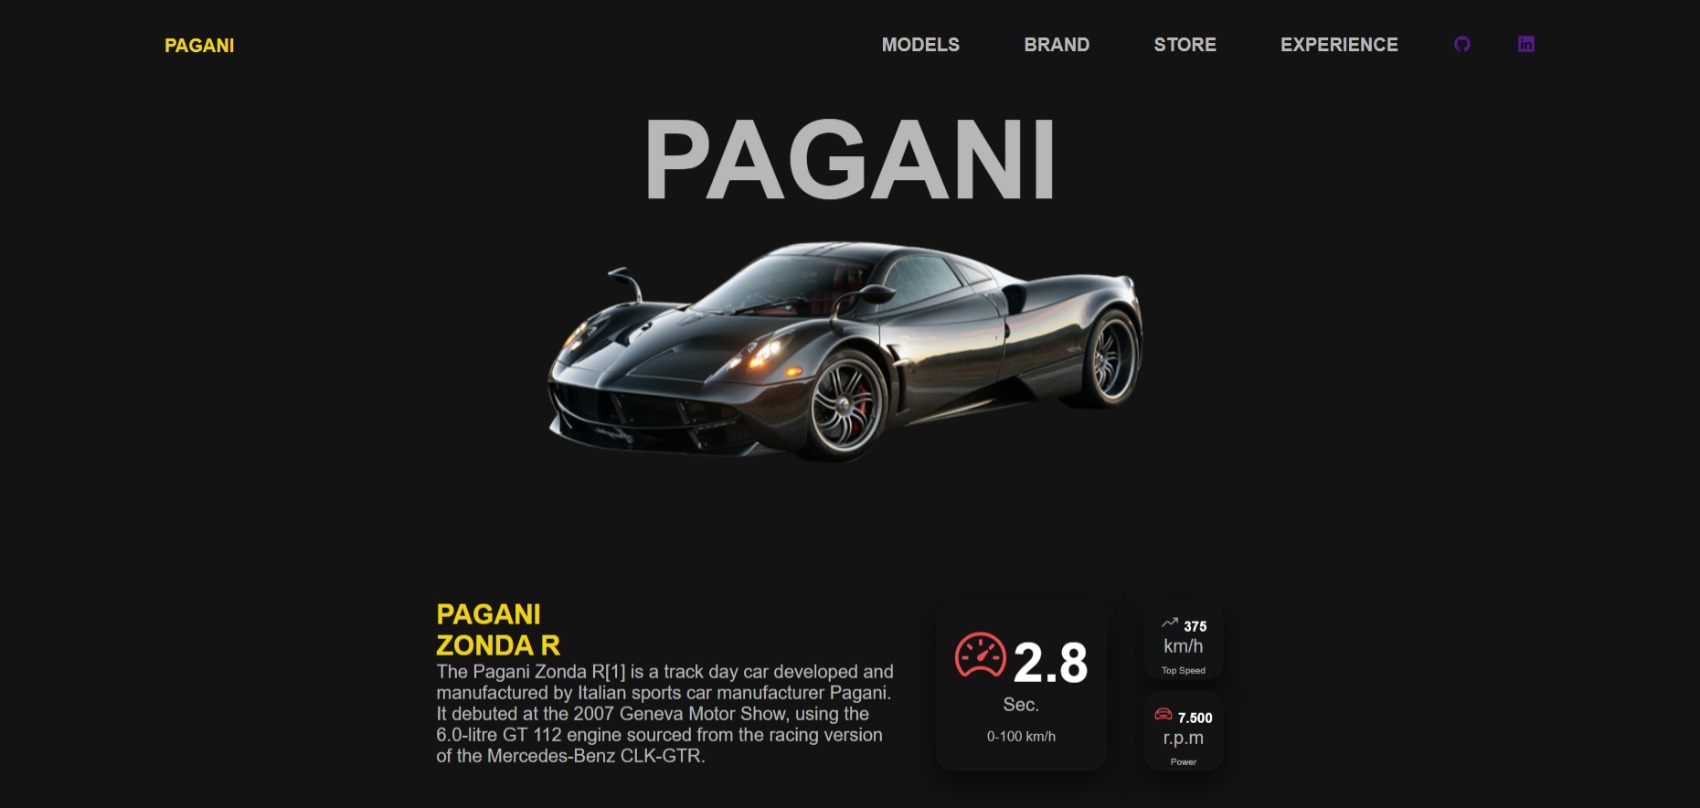 PAGANI
MODELS BRAND STORE EXPERIENCE
PAGANI
PAGANI
ZONDA R
The Pagani Zonda R[1] is a track day car developed and
manufactured by Italian sports car manufacturer Pagani.
It debuted at the 2007 Geneva Motor Show, using the
6.0-litre GT 112 engine sourced from the racing version
of the Mercedes-Benz CLK-GTR.
2.8
Sec.
0-100 km/h
375
km/h
Top Speed
7.500
r.p.m
Power